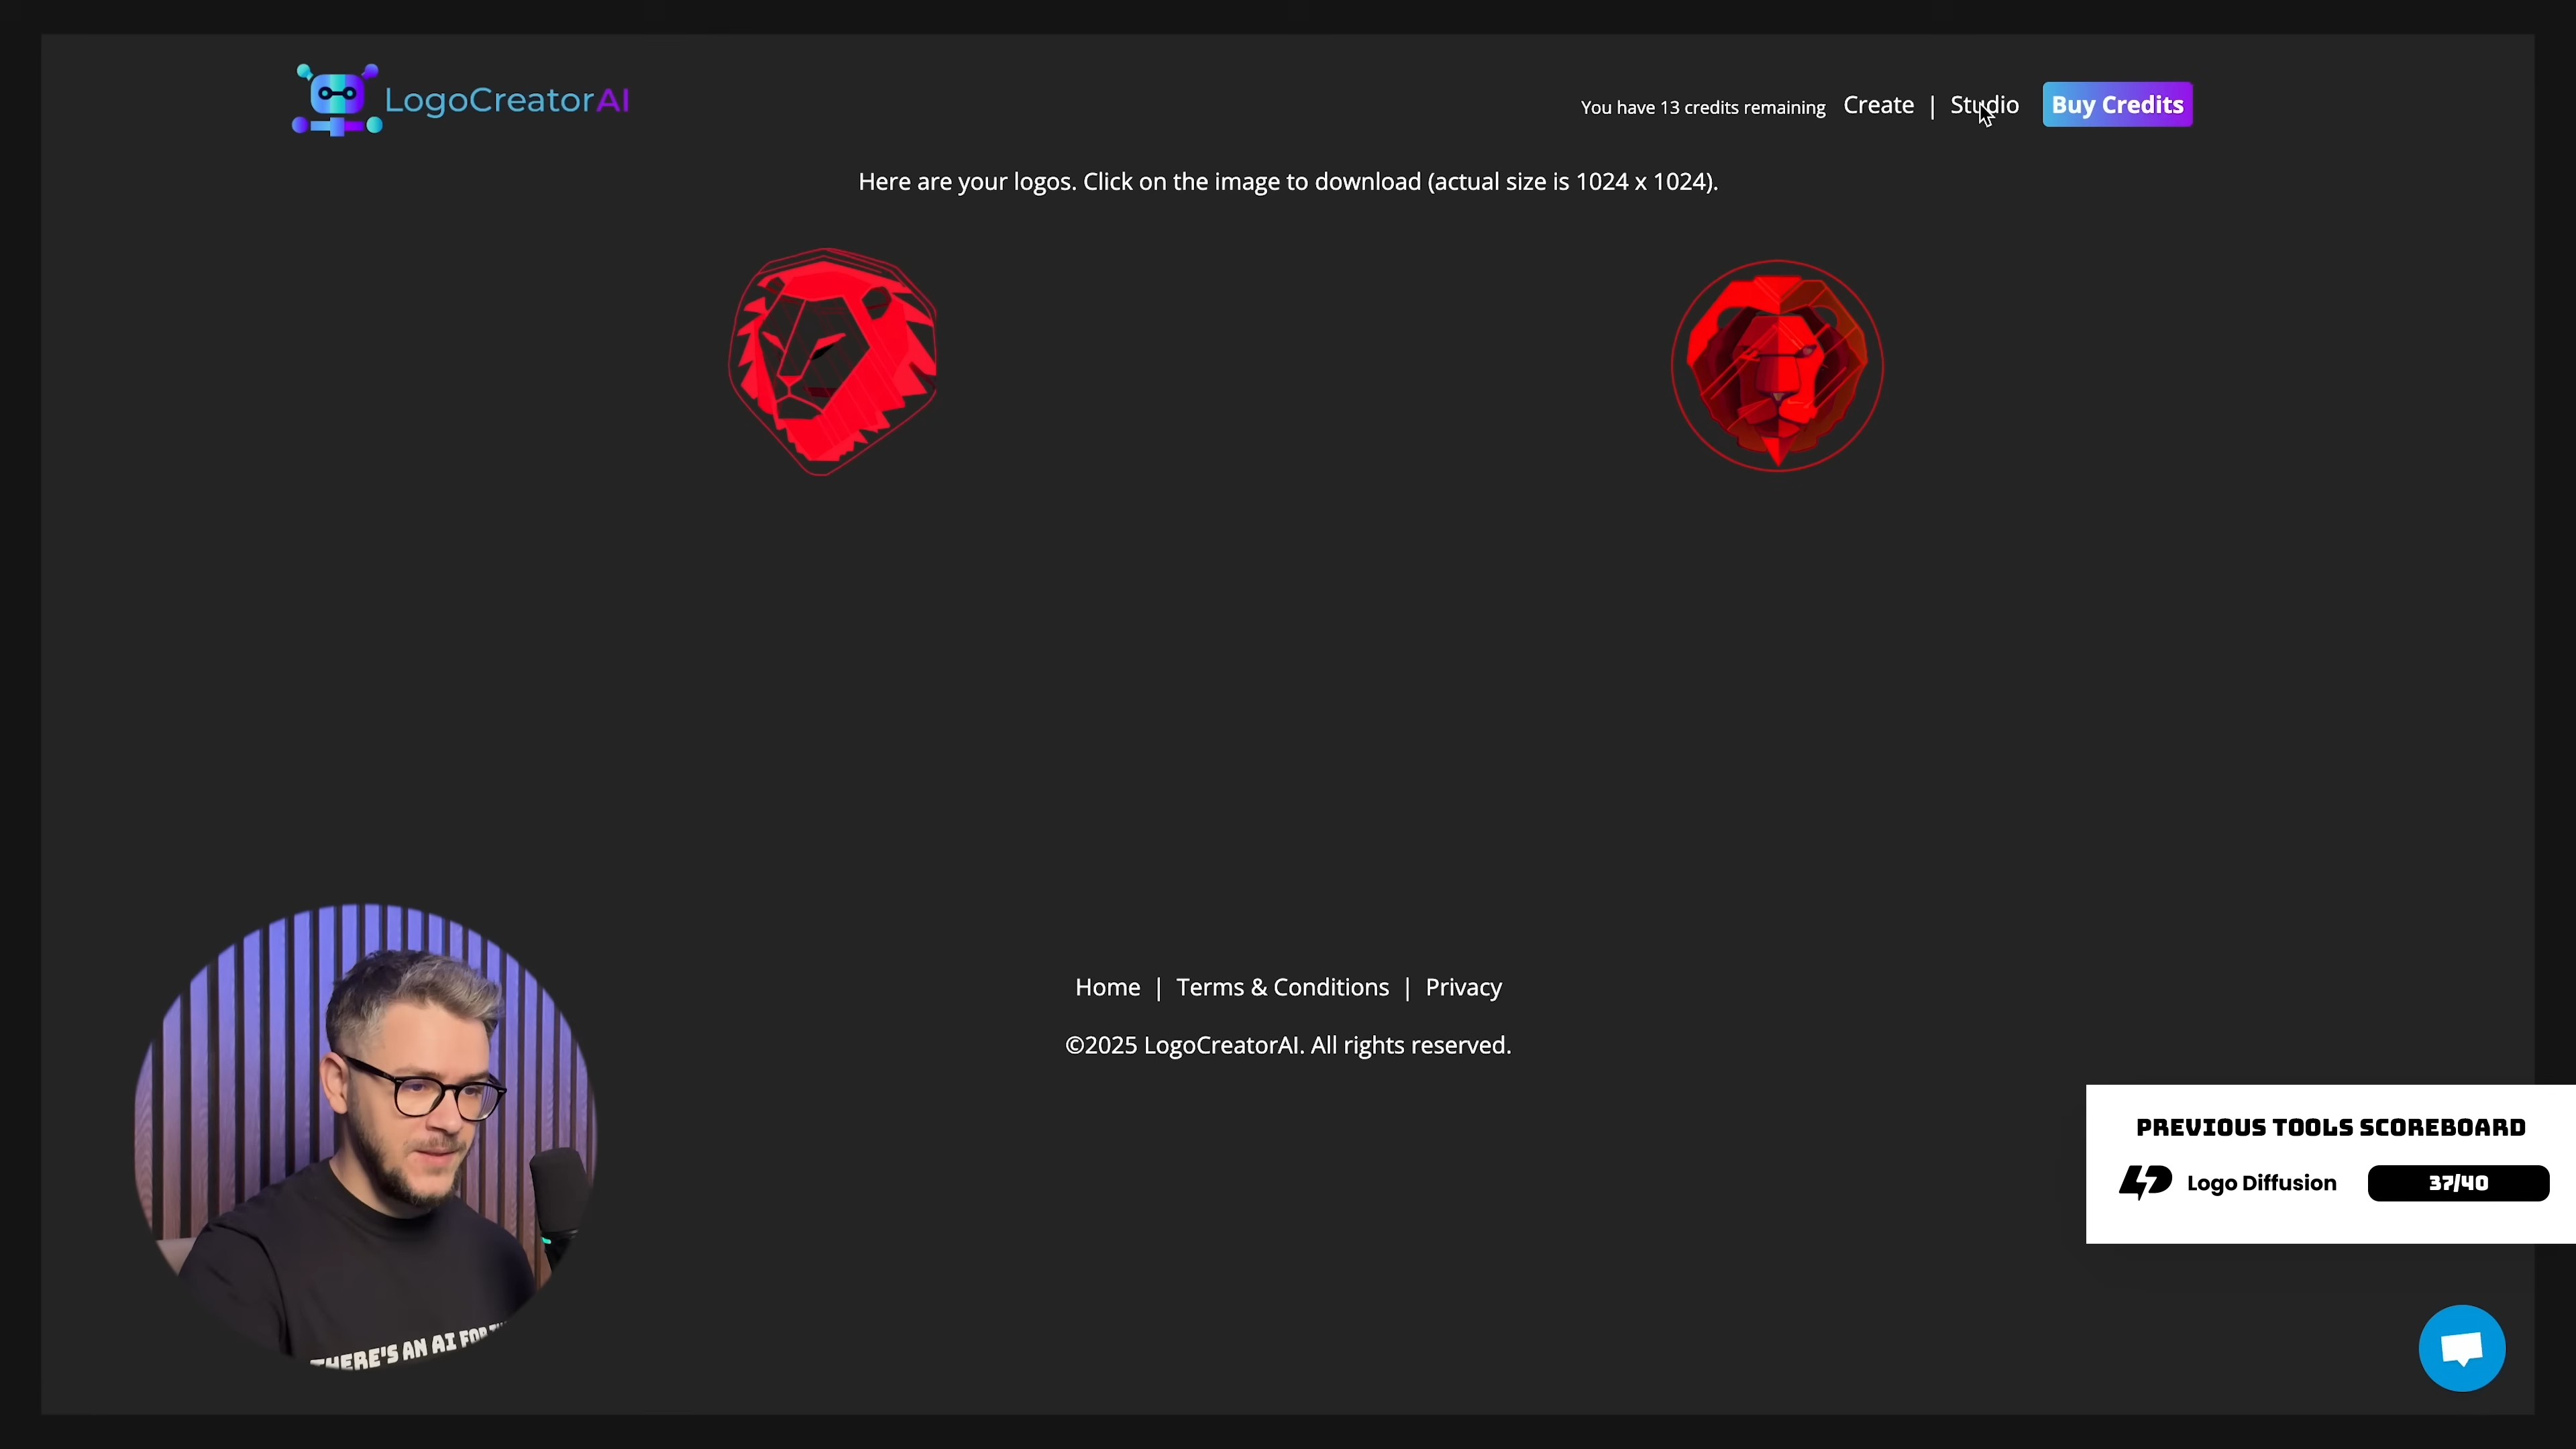 LogoCreatorAI
You have 13 credits remaining Create | Studio Buy Credits
Here are your logos. Click on the image to download (actual size is 1024 x 1024).
Home | Terms & Conditions | Privacy
©2025 LogoCreatorAI. All rights reserved.
PREVIOUS TOOLS SCOREBOARD
Logo Diffusion 37/40
THERE'S AN AI FOR